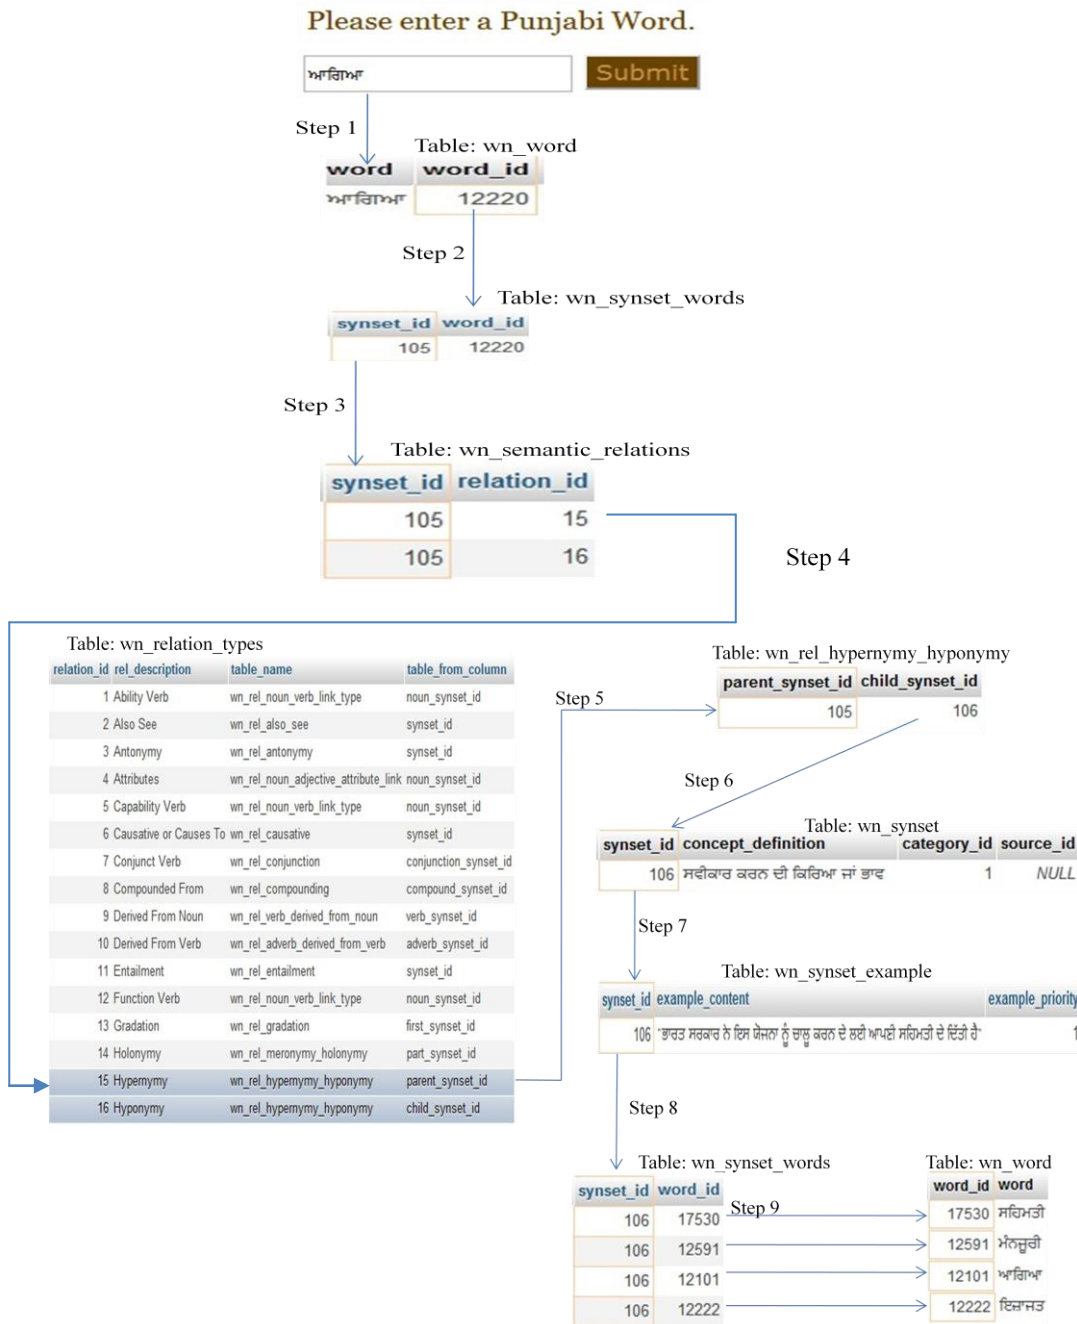 Please enter a Punjabi Word.
ਆਗਿਆ Submit
Step 1
Table: wn_word
word word_id
ਆਗਿਆ 12220
Step 2
Table: wn_synset_words
synset_id word_id
105 12220
Step 3
Table: wn_semantic_relations
synset_id relation_id
105 15
105 16
Step 4
Table: wn_relation_types
relation_id rel_description table_name table_from_column
1 Ability Verb wn_rel_noun_verb_link_type noun_synset_id
2 Also See wn_rel_also_see synset_id
3 Antonymy wn_rel_antonymy synset_id
4 Attributes wn_rel_noun_adjective_attribute_link noun_synset_id
5 Capability Verb wn_rel_noun_verb_link_type noun_synset_id
6 Causative or Causes To wn_rel_causative synset_id
7 Conjunct Verb wn_rel_conjunction conjunction_synset_id
8 Compounded From wn_rel_compounding compound_synset_id
9 Derived From Noun wn_rel_verb_derived_from_noun verb_synset_id
10 Derived From Verb wn_rel_adverb_derived_from_verb adverb_synset_id
11 Entailment wn_rel_entailment synset_id
12 Function Verb wn_rel_noun_verb_link_type noun_synset_id
13 Gradation wn_rel_gradation first_synset_id
14 Holonymy wn_rel_meronymy_holonymy part_synset_id
15 Hypernymy wn_rel_hypernymy_hyponymy parent_synset_id
16 Hyponymy wn_rel_hypernymy_hyponymy child_synset_id
Step 5
Table: wn_rel_hypernymy_hyponymy
parent_synset_id child_synset_id
105 106
Step 6
Table: wn_synset
synset_id concept_definition category_id source_id
106 ਸਵੀਕਾਰ ਕਰਨ ਦੀ ਕਿਰਿਆ ਜਾਂ ਭਾਵ 1 NULL
Step 7
Table: wn_synset_example
synset_id example_content example_priority
106 "ਭਾਰਤ ਸਰਕਾਰ ਨੇ ਇਸ ਯੋਜਨਾ ਨੂੰ ਚਾਲੂ ਕਰਨ ਦੇ ਲਈ ਆਪਣੀ ਸਹਿਮਤੀ ਦੇ ਦਿੱਤੀ ਹੈ" 1
Step 8
Table: wn_synset_words
synset_id word_id
106 17530
106 12591
106 12101
106 12222
Step 9
Table: wn_word
word_id word
17530 ਸਹਿਮਤੀ
12591 ਮੰਨਜੂਰੀ
12101 ਆਗਿਆ
12222 ਇਜ਼ਾਜਤ